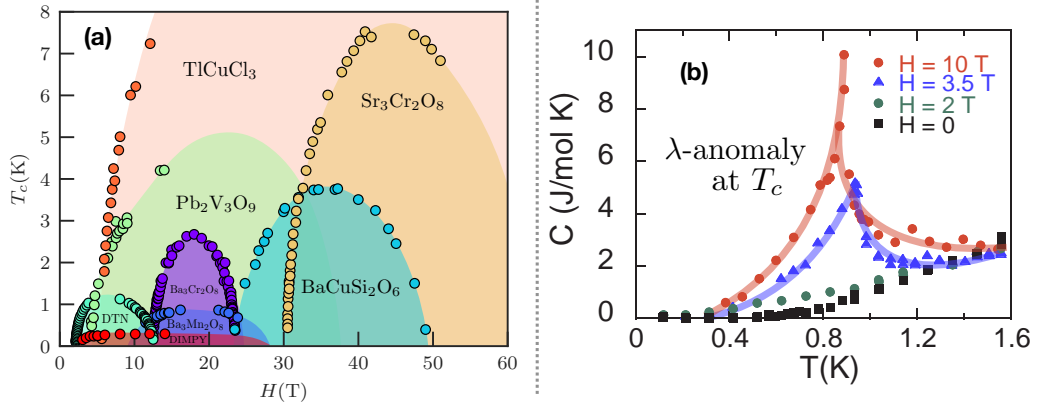 (a)
TlCuCl₃
Sr₃Cr₂O₈
Pb₂V₃O₉
Ba₃Cr₂O₈
BaCuSi₂O₆
DTN
Ba₃Mn₂O₈
DIMPY
T_c(K)
8
7
6
5
4
3
2
1
0
0
10
20
30
40
50
60
H(T)
(b)
H = 10 T
H = 3.5 T
H = 2 T
H = 0
λ-anomaly
at T_c
C (J/mol K)
10
8
6
4
2
0
0
0.4
0.8
1.2
1.6
T(K)